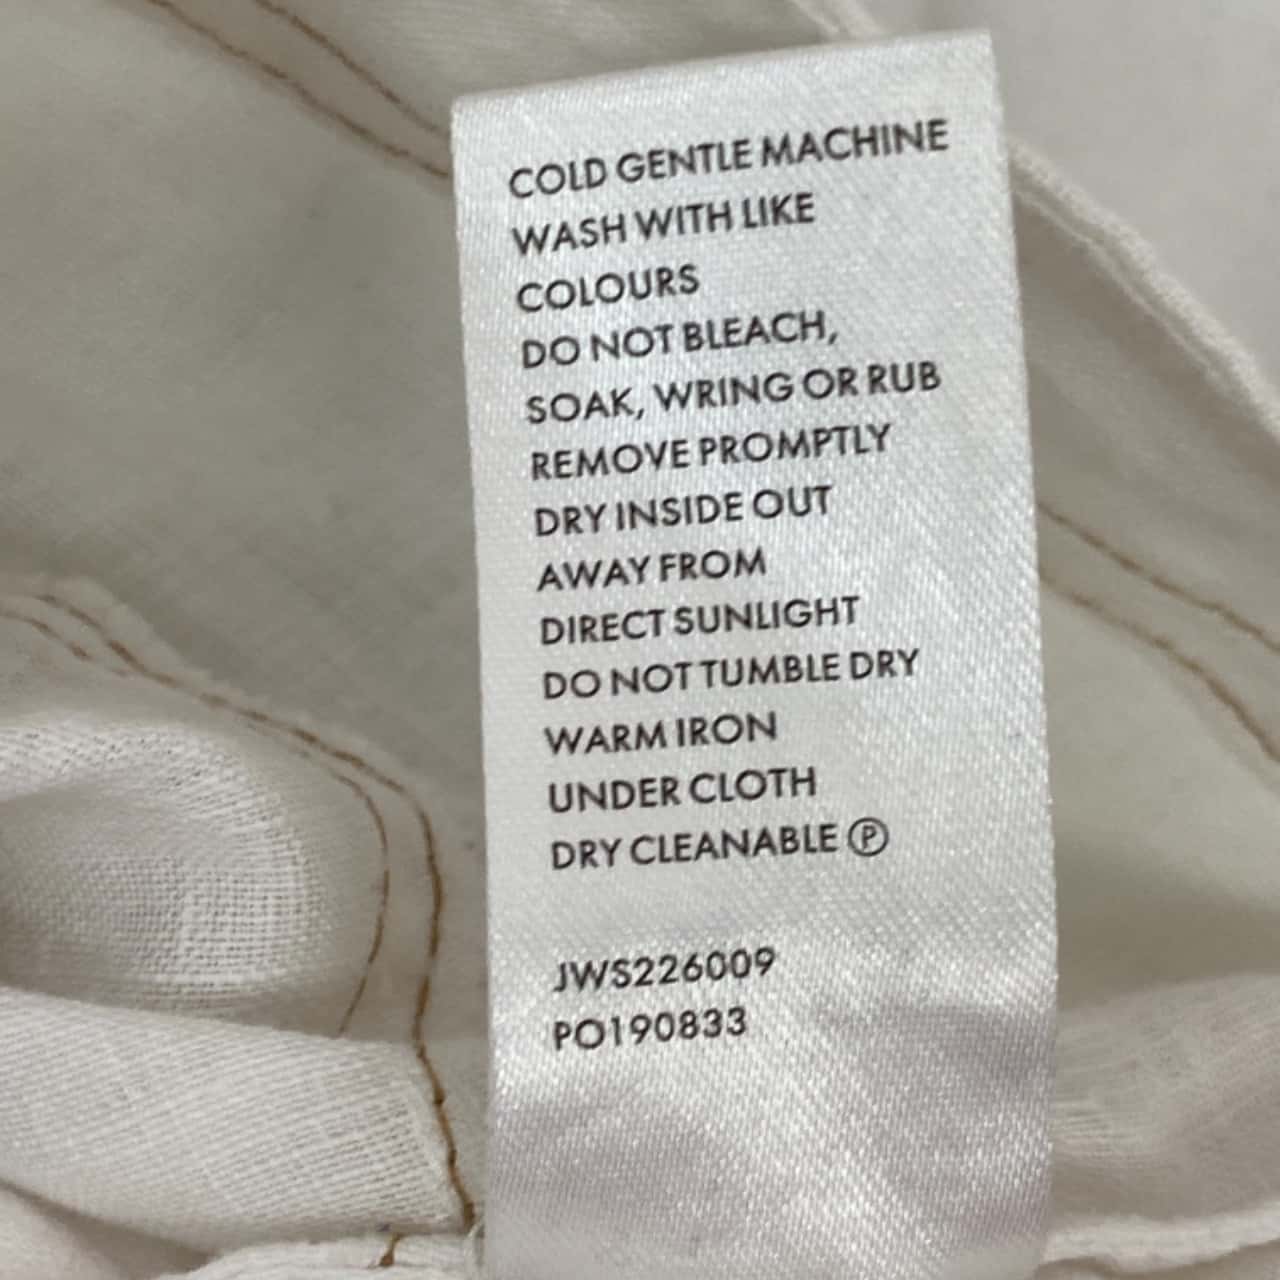 COLD GENTLE MACHINE
WASH WITH LIKE
COLOURS
DO NOT BLEACH,
SOAK, WRING OR RUB
REMOVE PROMPTLY
DRY INSIDE OUT
AWAY FROM
DIRECT SUNLIGHT
DO NOT TUMBLE DRY
WARM IRON
UNDER CLOTH
DRY CLEANABLE Ⓟ
JWS226009
PO190833